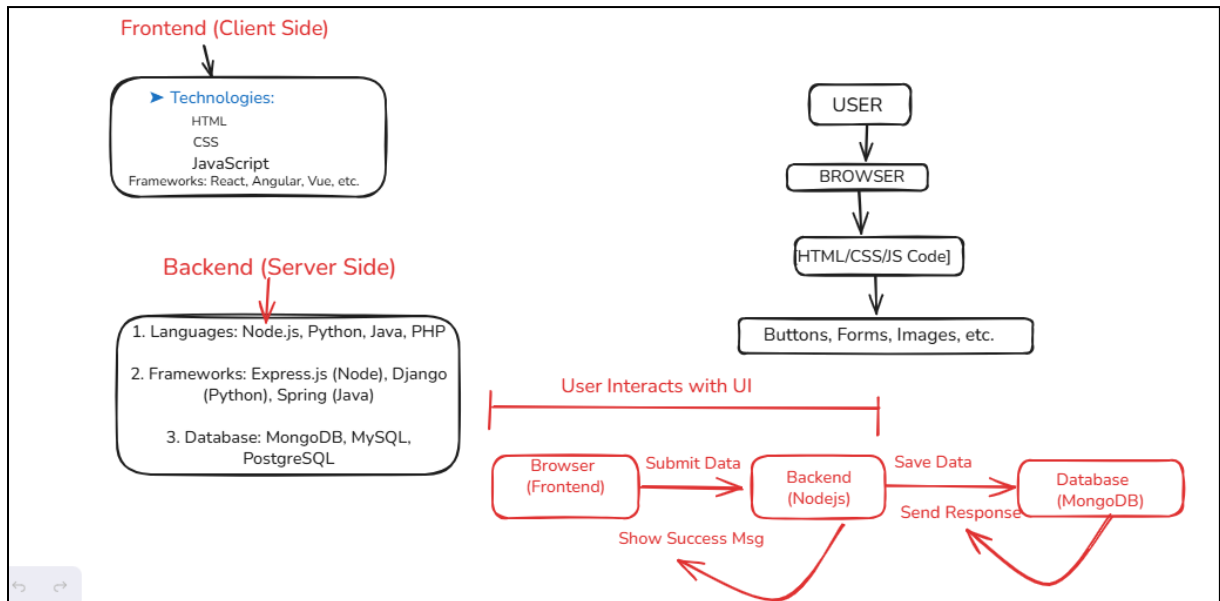 Frontend (Client Side)
➤ Technologies:
HTML
CSS
JavaScript
Frameworks: React, Angular, Vue, etc.
Backend (Server Side)
1. Languages: Node.js, Python, Java, PHP
2. Frameworks: Express.js (Node), Django
(Python), Spring (Java)
3. Database: MongoDB, MySQL,
PostgreSQL
USER
BROWSER
[HTML/CSS/JS Code]
Buttons, Forms, Images, etc.
User Interacts with UI
Browser
(Frontend)
Submit Data
Backend
(Nodejs)
Save Data
Database
(MongoDB)
Send Response
Show Success Msg